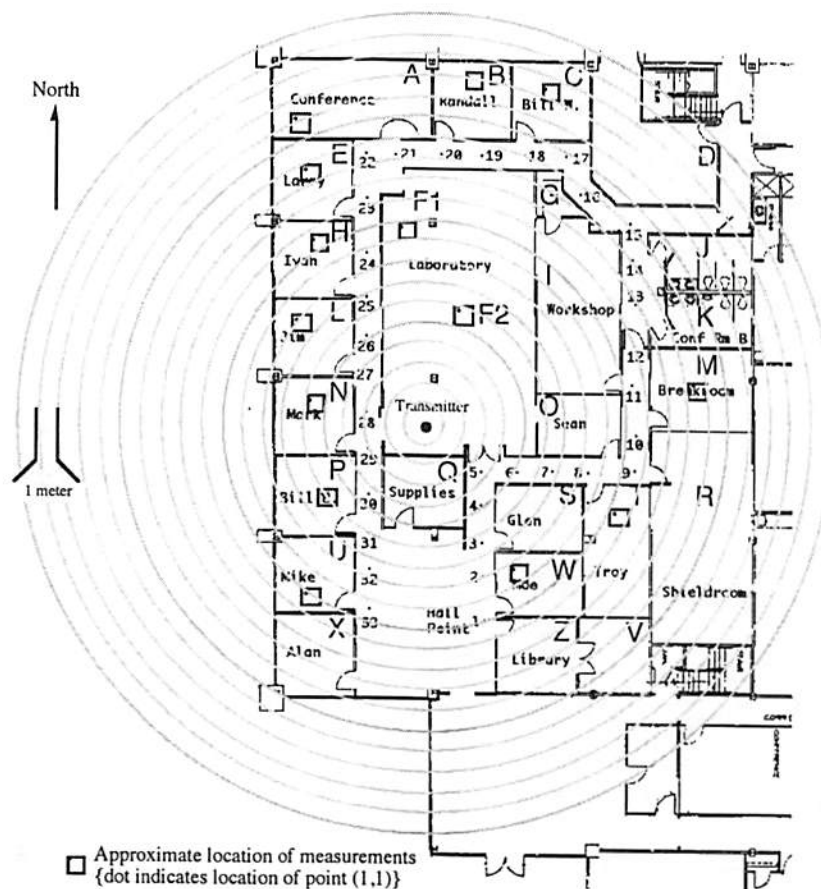 North
Conference
A
Randall
B
Bill W.
C
D
Larry
E
22
·21
·20
·19
·18
·17
23
F1
G
·16
Ivan
H
24
Laboratory
15
14
13
J
I
Workshop
K
Conf Rm B
Jim
L
25
26
27
F2
12
M
Breakroom
11
Mark
N
28
Transmitter
O
Sean
10
1 meter
29
P
Bill
30
Q
Supplies
5·
6·
7·
8·
9·
4·
S
Glen
R
31
3·
U
Mike
32
2
W
Troy
Shieldroom
33
Hall
Point
1
X
Alan
Z
Library
V
Approximate location of measurements
{dot indicates location of point (1,1)}